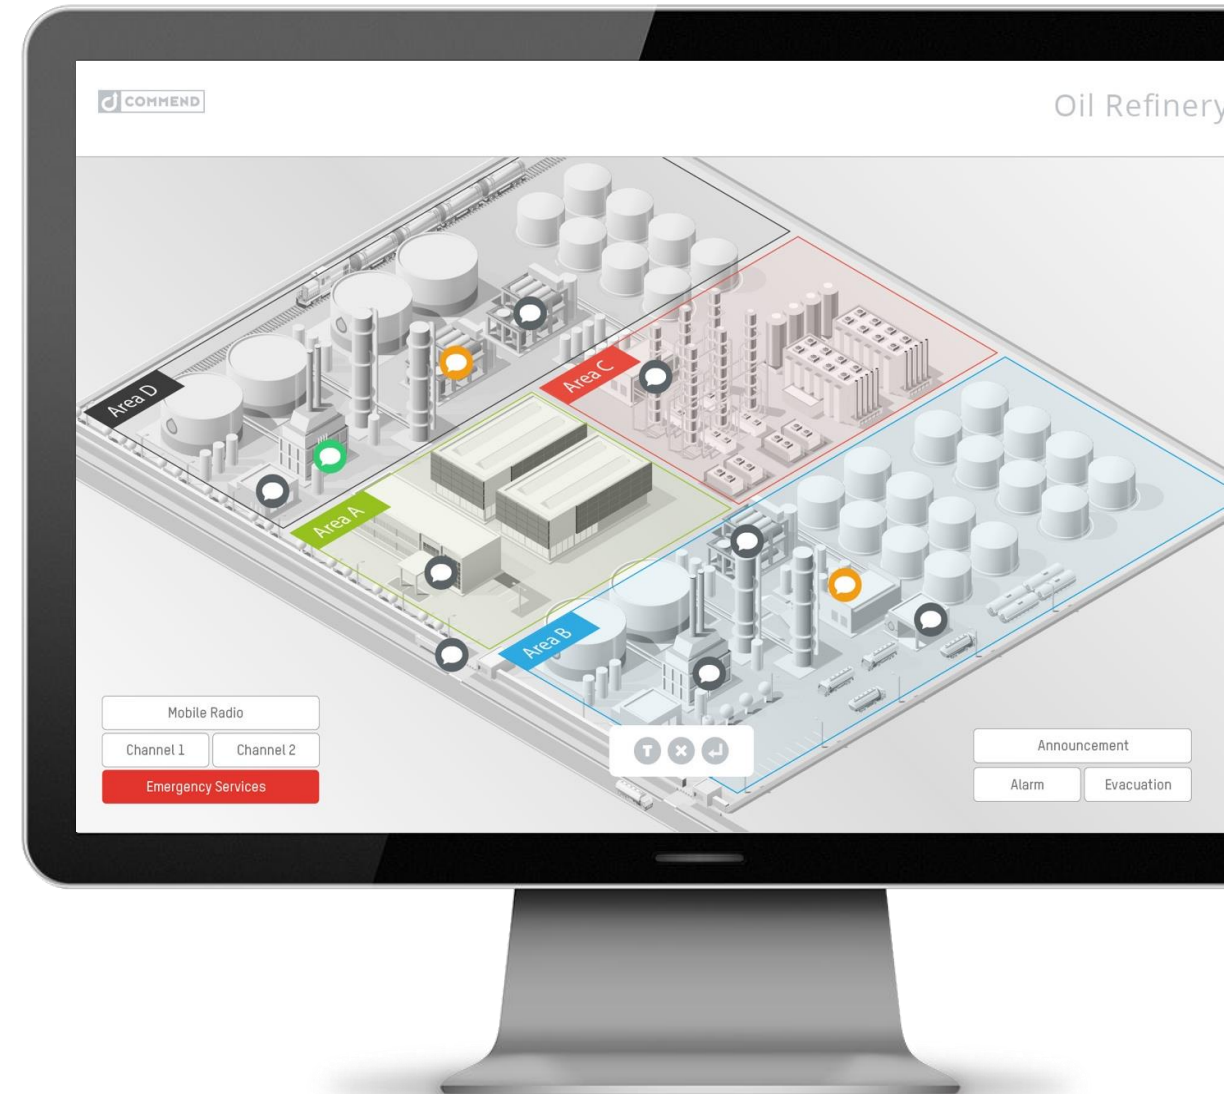 COMMEND
Oil Refinery
Area D
Area C
Area A
Area B
Mobile Radio
Channel 1
Channel 2
Emergency Services
T
Announcement
Alarm
Evacuation